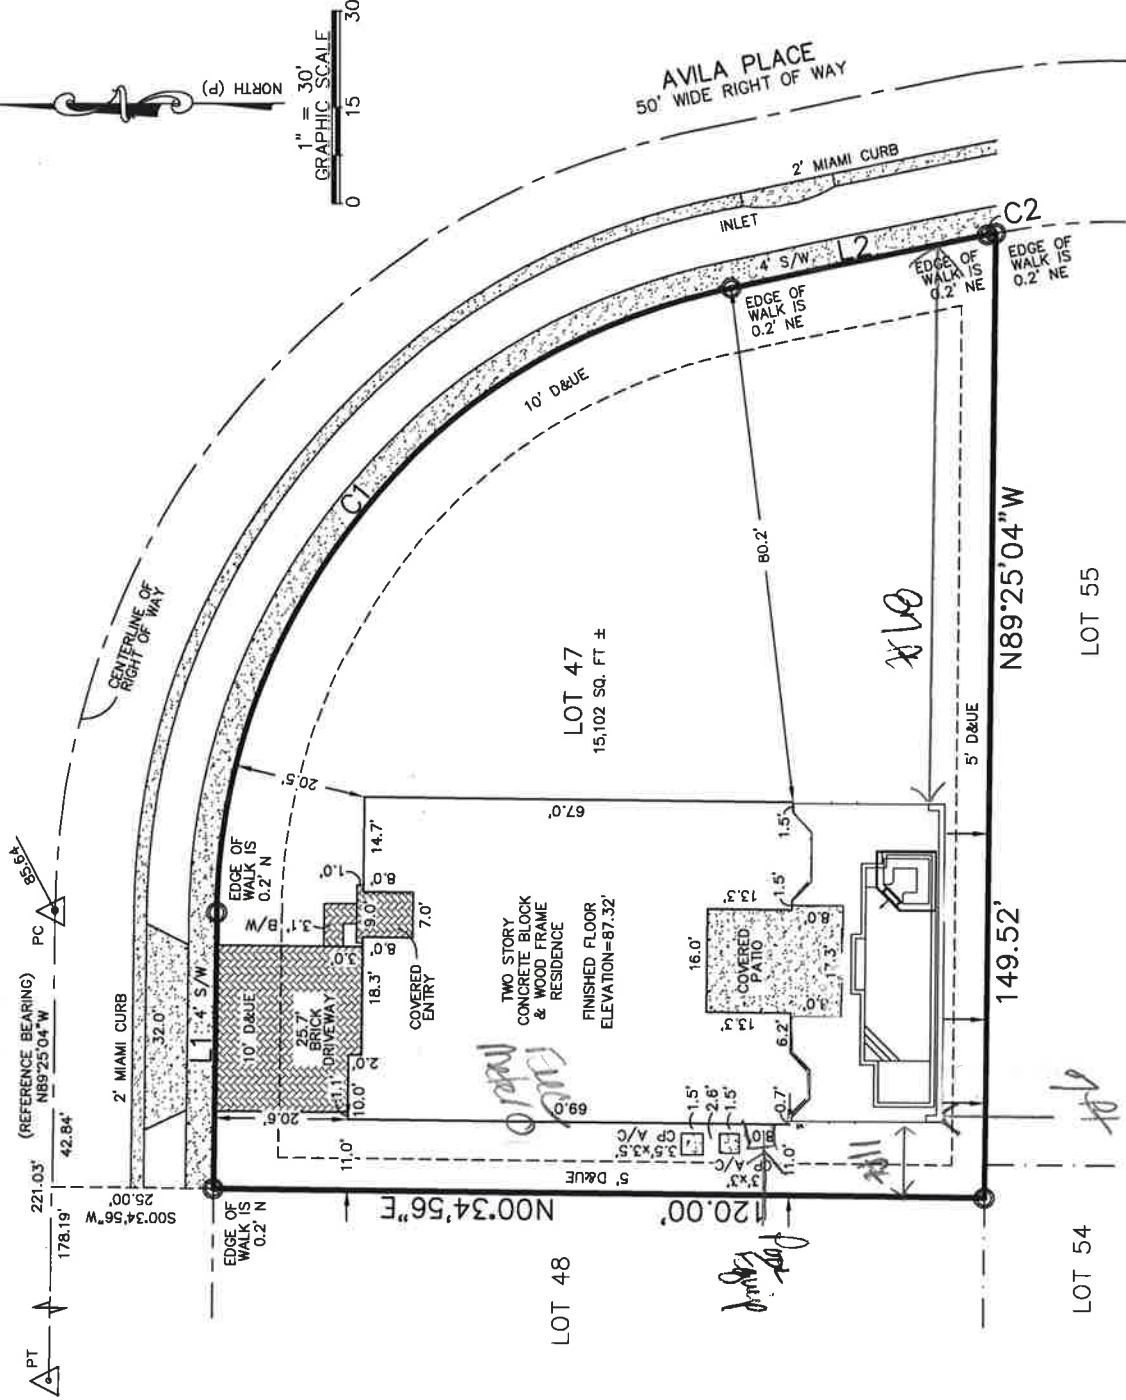 NORTH (P)
1" = 30'
GRAPHIC SCALE
0
15
30
AVILA PLACE
50' WIDE RIGHT OF WAY
2' MIAMI CURB
INLET
4' S/W
L2
C2
EDGE OF
WALK IS
0.2' NE
EDGE OF
WALK IS
0.2' NE
EDGE OF
WALK IS
0.2' NE
10' D&UE
C1
CENTERLINE OF
RIGHT OF WAY
85.64
PC
PT
(REFERENCE BEARING)
221.03'
N89°25'04"W
178.19'
42.84'
S00°34'56"W
25.00'
2' MIAMI CURB
32.0'
L1
4' S/W
EDGE OF
WALK IS
0.2' N
EDGE OF
WALK IS
0.2' N
10' D&UE
25.7'
BRICK
DRIVEWAY
20.6'
20.5'
3.1' B/W
1.0'
3.0'
9.0'
8.0'
8.0'
7.0'
14.7'
18.3'
2.0'
1.1'
10.0'
11.0'
COVERED
ENTRY
TWO STORY
CONCRETE BLOCK
& WOOD FRAME
RESIDENCE
FINISHED FLOOR
ELEVATION=87.32'
67.0'
69.0'
LOT 47
15,102 SQ. FT ±
80.2'
1.5'
1.5'
13.3'
16.0'
8.0'
COVERED
PATIO
17.3'
13.3'
6.2'
0.7'
8.0'
11.0'
1.5'
2.6'
1.5'
3.5'x3.5'
CP A/C
3'x3'
CP A/C
5' D&UE
N00°34'56"E
120.00'
LOT 48
5' D&UE
N89°25'04"W
149.52'
LOT 55
LOT 54